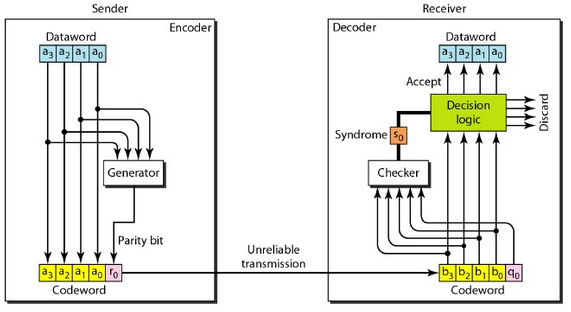 Sender
Encoder
Dataword
a3 a2 a1 a0
Generator
Parity bit
a3 a2 a1 a0 r0
Codeword
Unreliable
transmission
Receiver
Decoder
Dataword
a3 a2 a1 a0
Accept
Decision
logic
Discard
Syndrome
s0
Checker
b3 b2 b1 b0 q0
Codeword